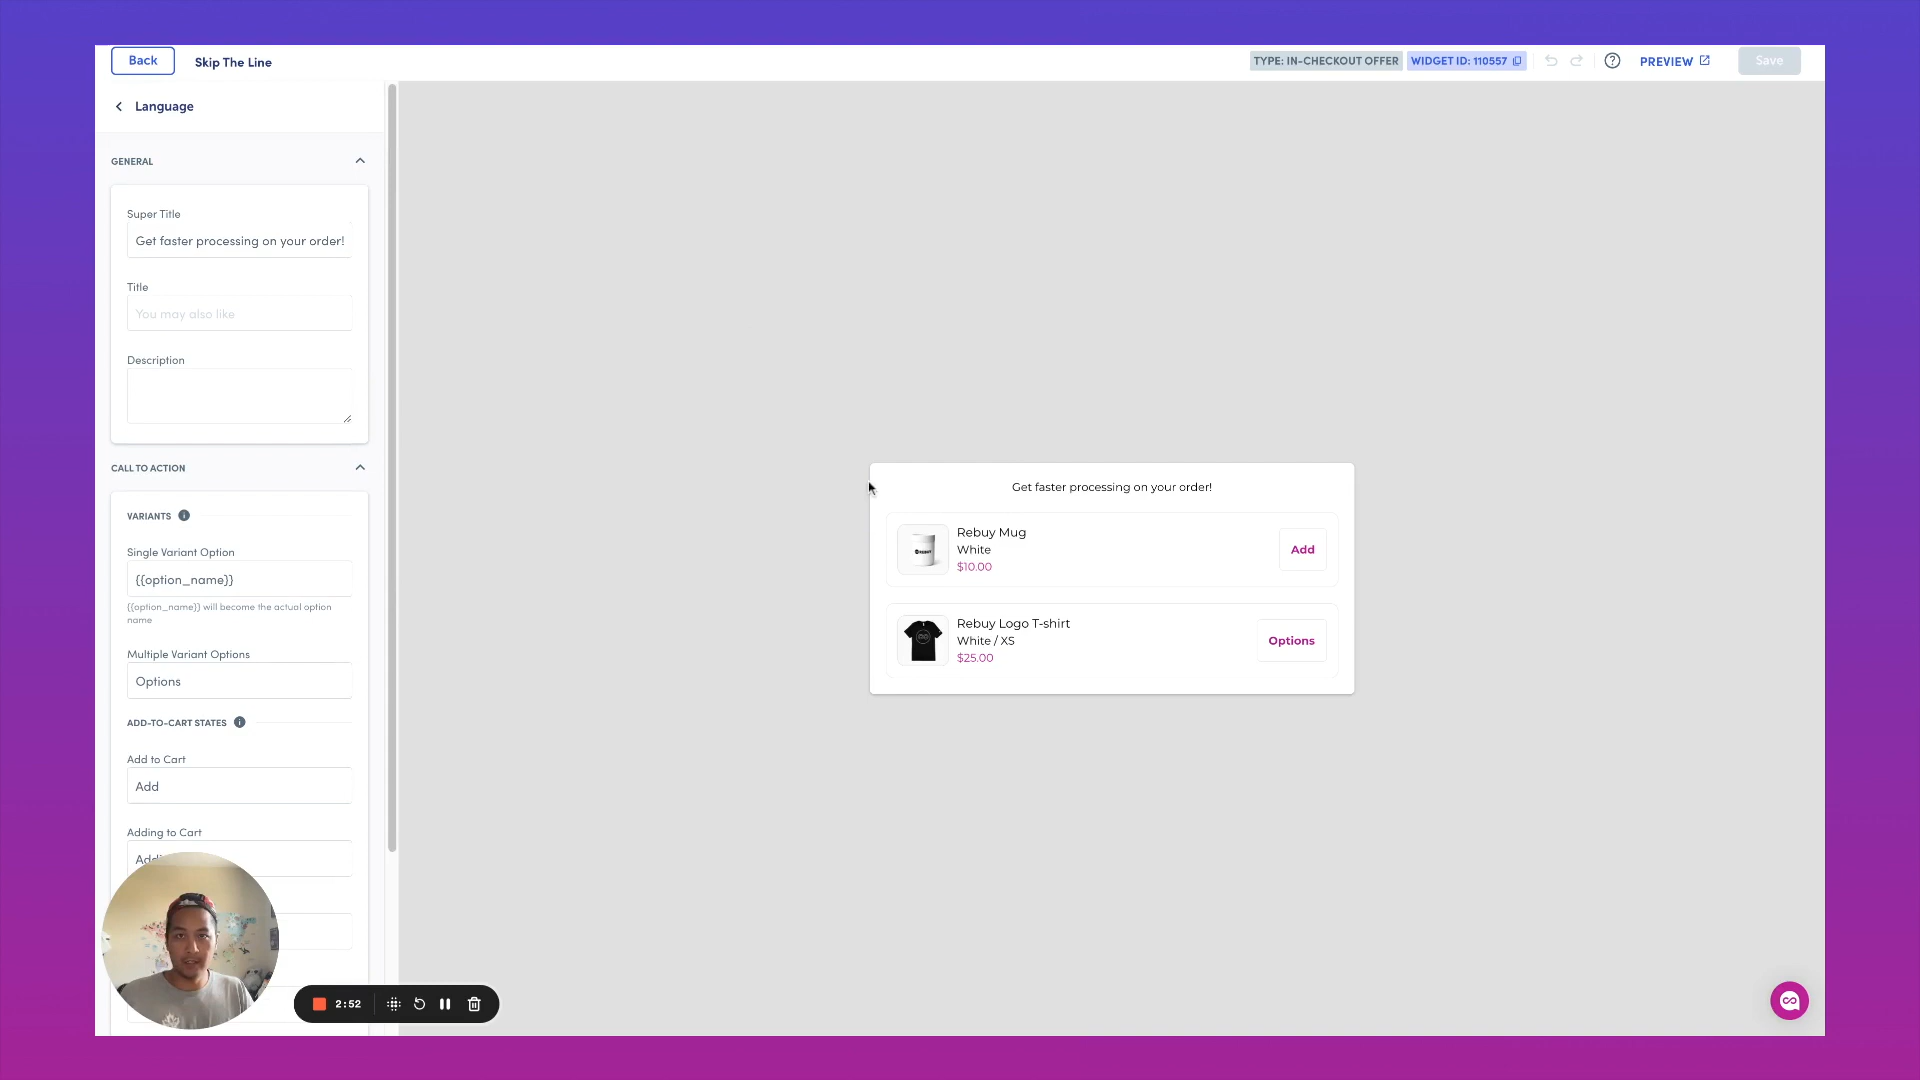 Back
Skip The Line
TYPE: IN-CHECKOUT OFFER
WIDGET ID: 110557
PREVIEW
Save
Language
GENERAL
Super Title
Get faster processing on your order!
Title
You may also like
Description
CALL TO ACTION
VARIANTS
Single Variant Option
{{option_name}}
{{option_name}} will become the actual option
name
Multiple Variant Options
Options
ADD-TO-CART STATES
Add to Cart
Add
Adding to Cart
2:52
Get faster processing on your order!
REBUY
Rebuy Mug
White
$10.00
Add
Rebuy Logo T-shirt
White / XS
$25.00
Options